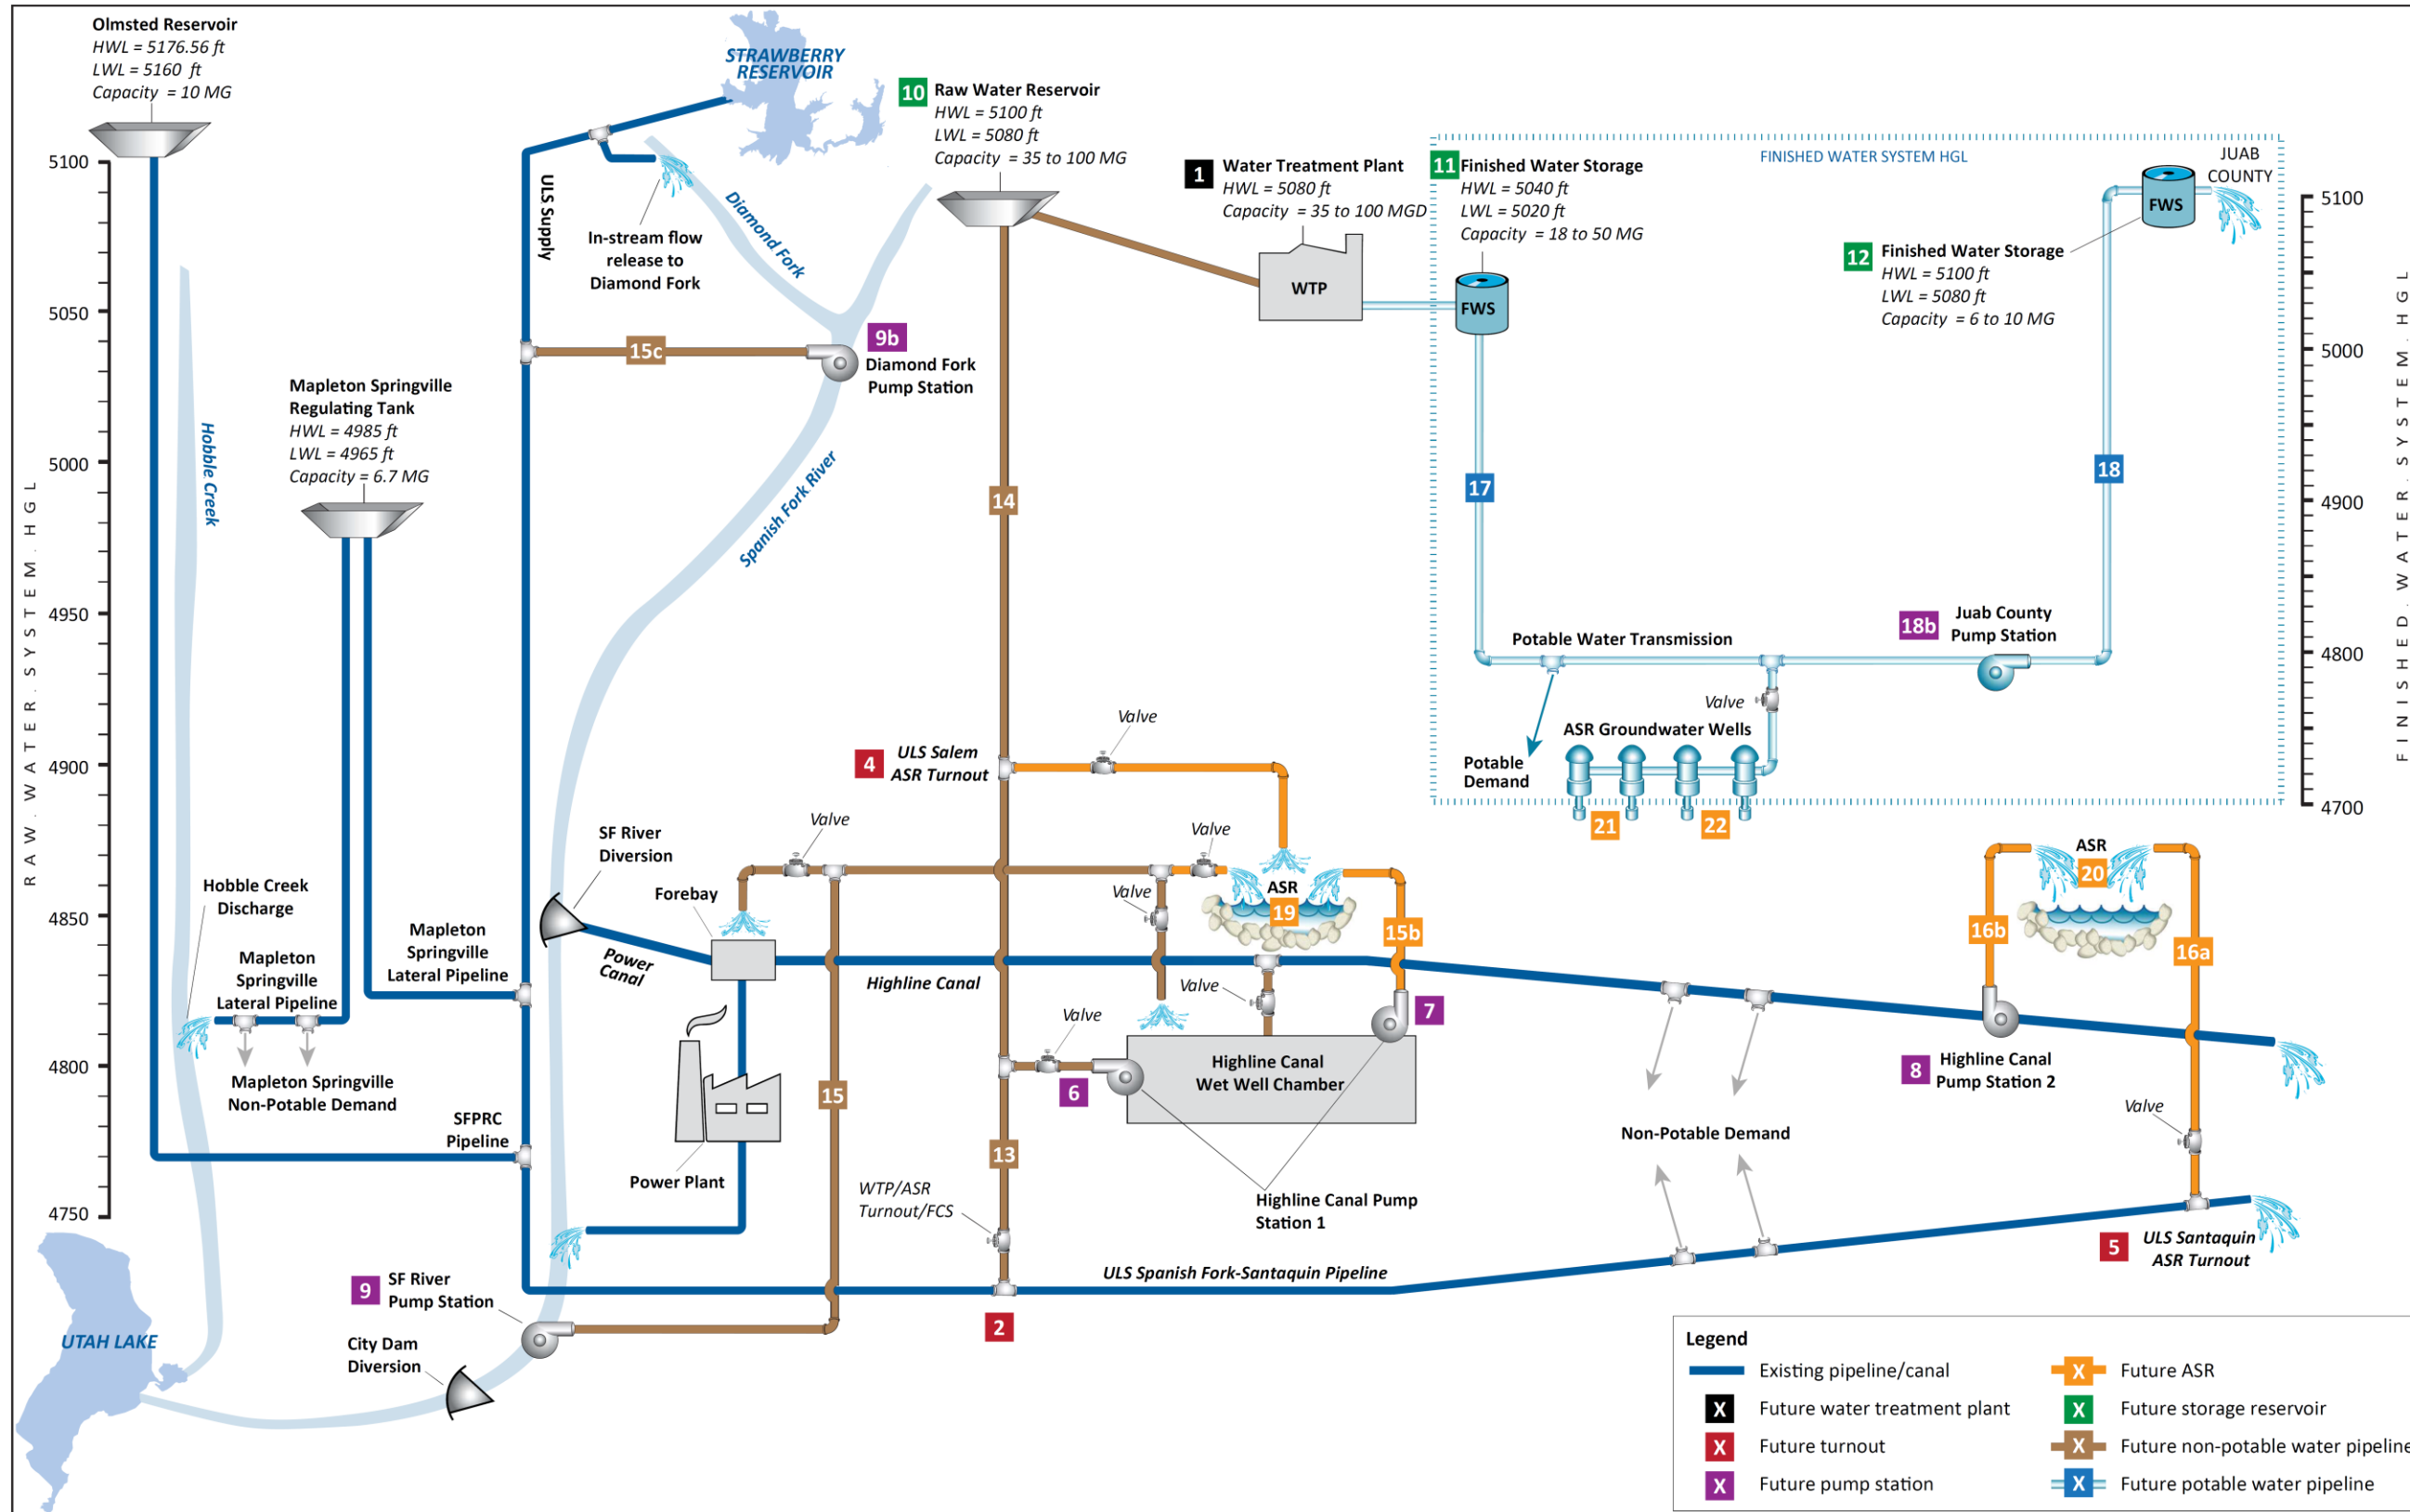 Olmsted Reservoir
HWL = 5176.56 ft
LWL = 5160 ft
Capacity = 10 MG
STRAWBERRY
RESERVOIR
10
Raw Water Reservoir
HWL = 5100 ft
LWL = 5080 ft
Capacity = 35 to 100 MG
1
Water Treatment Plant
HWL = 5080 ft
Capacity = 35 to 100 MGD
WTP
11
Finished Water Storage
HWL = 5040 ft
LWL = 5020 ft
Capacity = 18 to 50 MG
FWS
FINISHED WATER SYSTEM HGL
JUAB
COUNTY
FWS
12
Finished Water Storage
HWL = 5100 ft
LWL = 5080 ft
Capacity = 6 to 10 MG
RAW.WATER.SYSTEM.HGL
5100
5050
5000
4950
4900
4850
4800
4750
FINISHED.WATER.SYSTEM.HGL
5100
5000
4900
4800
4700
ULS Supply
In-stream flow
release to
Diamond Fork
Diamond Fork
15c
9b
Diamond Fork
Pump Station
Hobble Creek
Mapleton Springville
Regulating Tank
HWL = 4985 ft
LWL = 4965 ft
Capacity = 6.7 MG
Spanish Fork River
14
17
18
Potable Water Transmission
18b
Juab County
Pump Station
Valve
ASR Groundwater Wells
Potable
Demand
21
22
4
ULS Salem
ASR Turnout
Valve
Valve
Valve
Valve
SF River
Diversion
Forebay
Power
Canal
Highline Canal
ASR
19
15b
Valve
7
Highline Canal
Wet Well Chamber
Valve
6
Highline Canal Pump
Station 1
16b
ASR
20
16a
8
Highline Canal
Pump Station 2
Valve
Non-Potable Demand
5
ULS Santaquin
ASR Turnout
Hobble Creek
Discharge
Mapleton
Springville
Lateral Pipeline
Mapleton
Springville
Lateral Pipeline
Mapleton Springville
Non-Potable Demand
SFPRC
Pipeline
Power Plant
15
13
WTP/ASR
Turnout/FCS
ULS Spanish Fork-Santaquin Pipeline
2
9
SF River
Pump Station
City Dam
Diversion
UTAH LAKE
Legend
Existing pipeline/canal
X
Future water treatment plant
X
Future turnout
X
Future pump station
X
Future ASR
X
Future storage reservoir
X
Future non-potable water pipeline
X
Future potable water pipeline